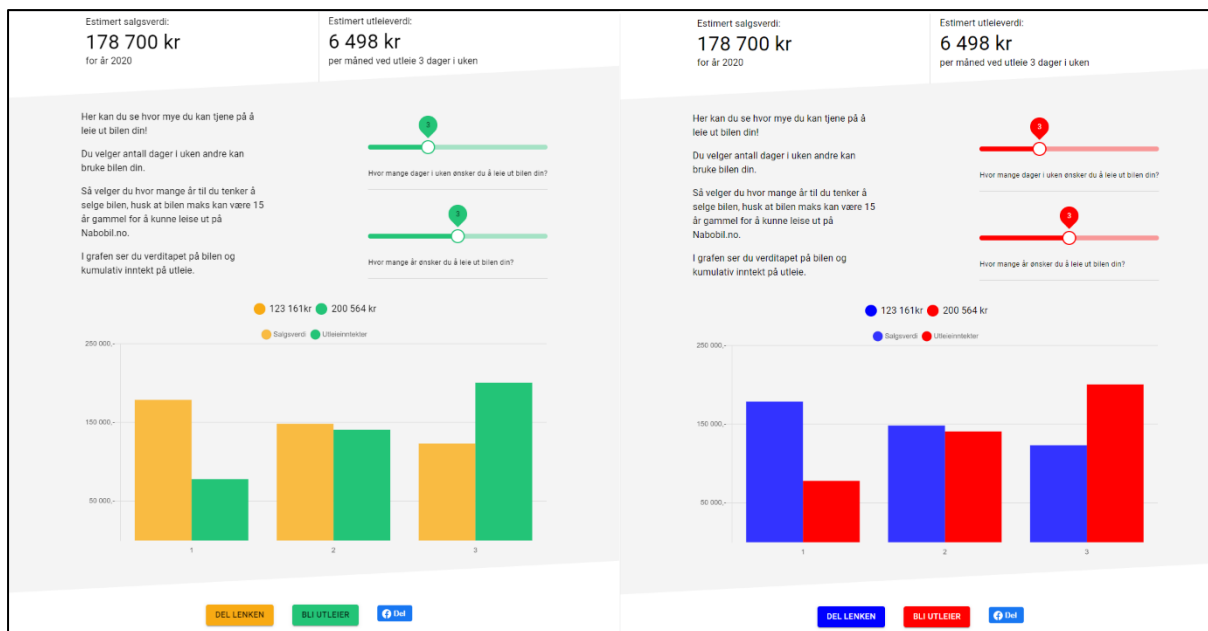 Estimert salgsverdi:
178 700 kr
for år 2020
Estimert utleieverdi:
6 498 kr
per måned ved utleie 3 dager i uken
Her kan du se hvor mye du kan tjene på å
leie ut bilen din!
Du velger antall dager i uken andre kan
bruke bilen din.
Så velger du hvor mange år til du tenker å
selge bilen, husk at bilen maks kan være 15
år gammel for å kunne leise ut på
Nabobil.no.
I grafen ser du verditapet på bilen og
kumulativ inntekt på utleie.
3
Hvor mange dager i uken ønsker du å leie ut bilen din?
3
Hvor mange år ønsker du å leie ut bilen din?
123 161kr 200 564 kr
Salgsverdi Utleieinntekter
250 000,-
150 000,-
50 000,-
1 2 3
DEL LENKEN BLI UTLEIER Del
Estimert salgsverdi:
178 700 kr
for år 2020
Estimert utleieverdi:
6 498 kr
per måned ved utleie 3 dager i uken
Her kan du se hvor mye du kan tjene på å
leie ut bilen din!
Du velger antall dager i uken andre kan
bruke bilen din.
Så velger du hvor mange år til du tenker å
selge bilen, husk at bilen maks kan være 15
år gammel for å kunne leise ut på
Nabobil.no.
I grafen ser du verditapet på bilen og
kumulativ inntekt på utleie.
3
Hvor mange dager i uken ønsker du å leie ut bilen din?
3
Hvor mange år ønsker du å leie ut bilen din?
123 161kr 200 564 kr
Salgsverdi Utleieinntekter
250 000,-
150 000,-
50 000,-
1 2 3
DEL LENKEN BLI UTLEIER Del